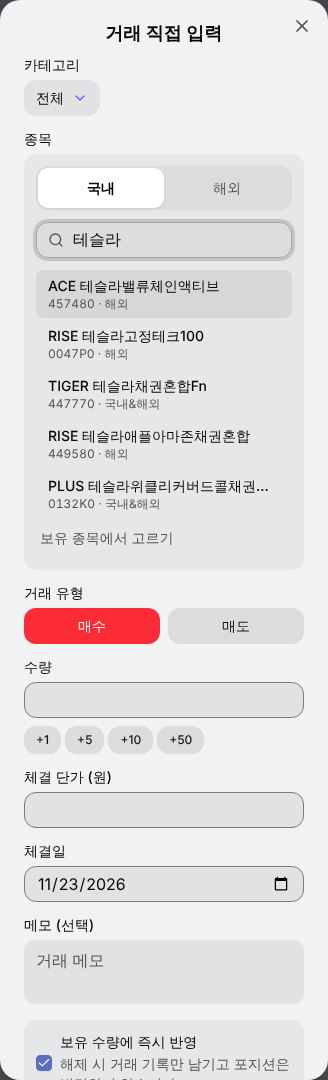 거래 직접 입력
카테고리
전체
종목
국내
해외
테슬라
ACE 테슬라밸류체인액티브
457480 · 해외
RISE 테슬라고정테크100
0047P0 · 해외
TIGER 테슬라채권혼합Fn
447770 · 국내&해외
RISE 테슬라애플아마존채권혼합
449580 · 해외
PLUS 테슬라위클리커버드콜채권...
0132K0 · 국내&해외
보유 종목에서 고르기
거래 유형
매수
매도
수량
+1
+5
+10
+50
체결 단가 (원)
체결일
11/23/2026
메모 (선택)
거래 메모
보유 수량에 즉시 반영
해제 시 거래 기록만 남기고 포지션은